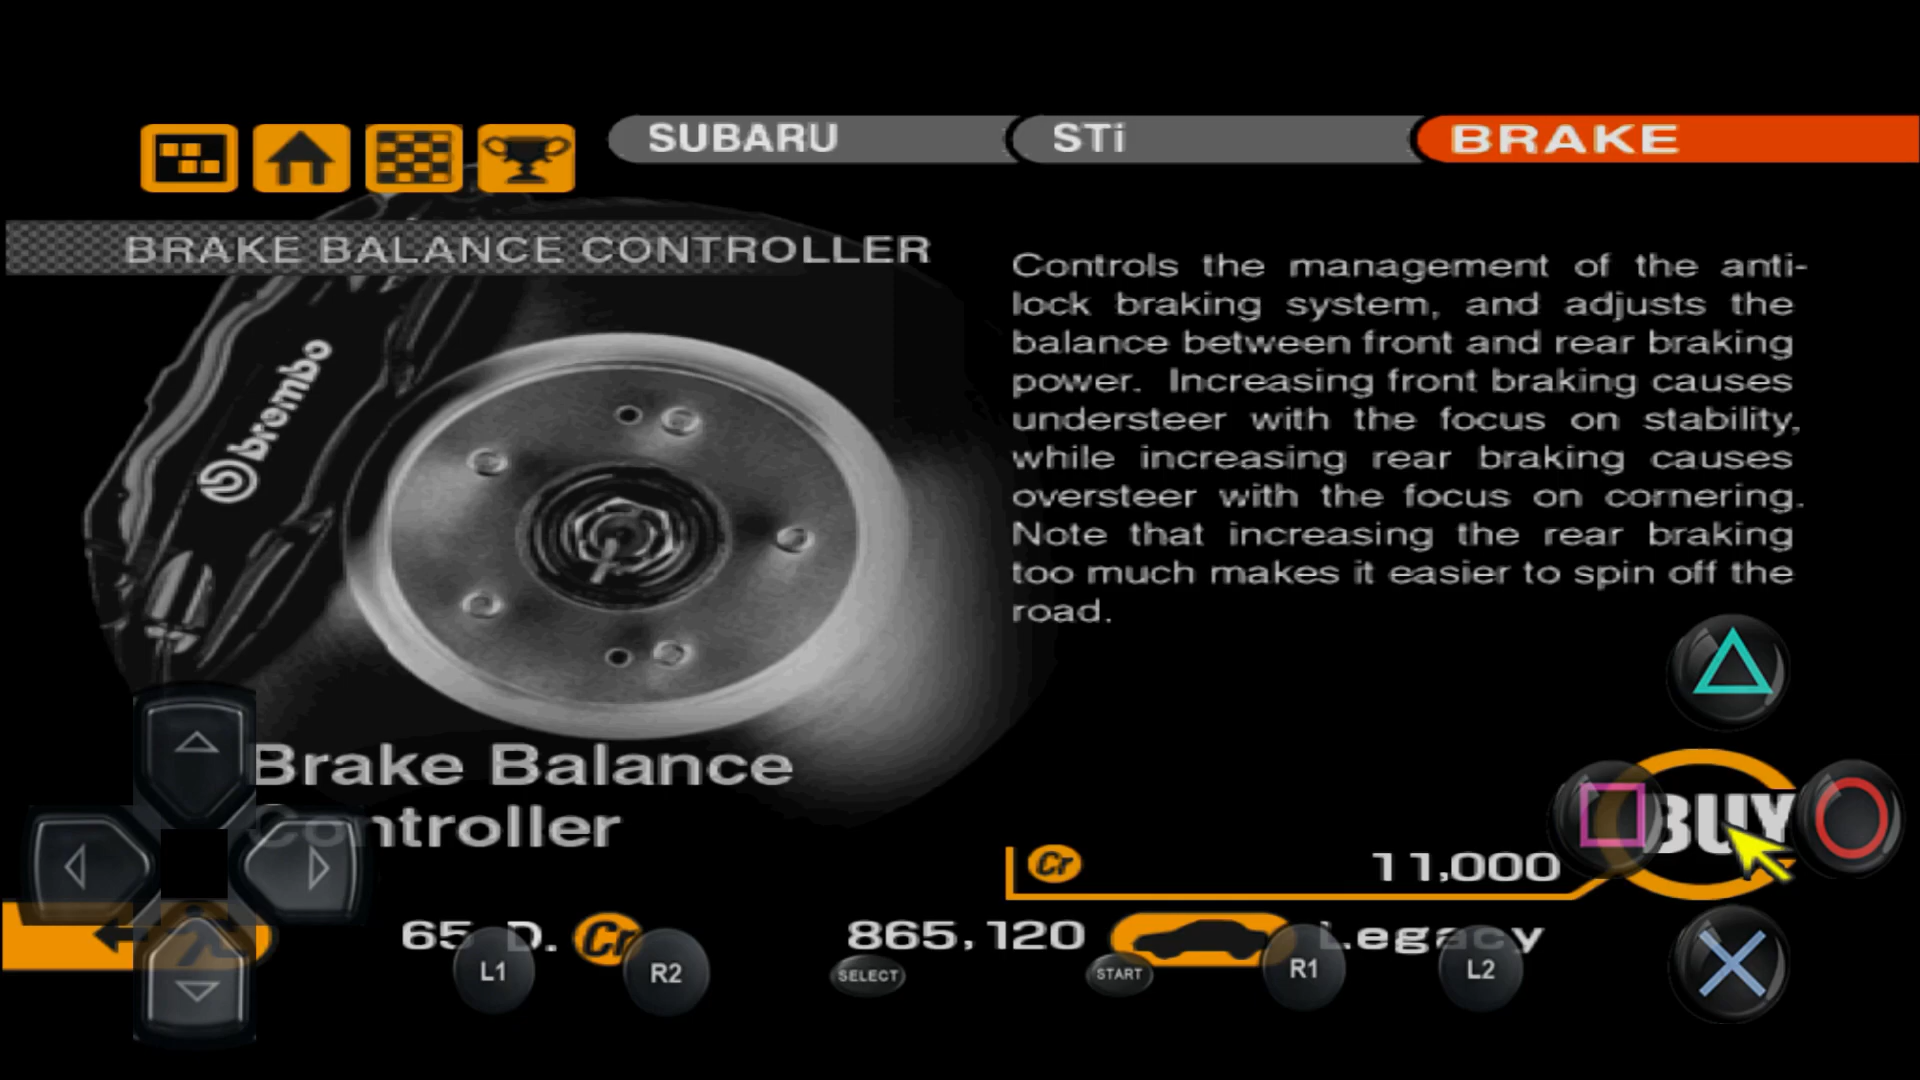 SUBARU
STi
BRAKE
BRAKE BALANCE CONTROLLER
Controls the management of the anti-
lock braking system, and adjusts the
balance between front and rear braking
power. Increasing front braking causes
understeer with the focus on stability,
while increasing rear braking causes
oversteer with the focus on cornering.
Note that increasing the rear braking
too much makes it easier to spin off the
road.
brembo
Brake Balance
Controller
BUY
Cr 11,000
65 D. Cr 865,120 Legacy
L1 R2 SELECT START R1 L2